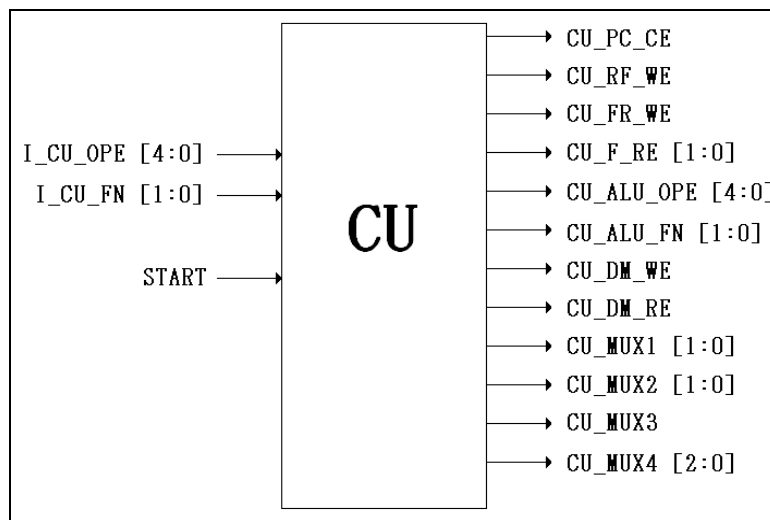 I_CU_OPE [4:0]
I_CU_FN [1:0]
START
CU
CU_PC_CE
CU_RF_WE
CU_FR_WE
CU_F_RE [1:0]
CU_ALU_OPE [4:0]
CU_ALU_FN [1:0]
CU_DM_WE
CU_DM_RE
CU_MUX1 [1:0]
CU_MUX2 [1:0]
CU_MUX3
CU_MUX4 [2:0]